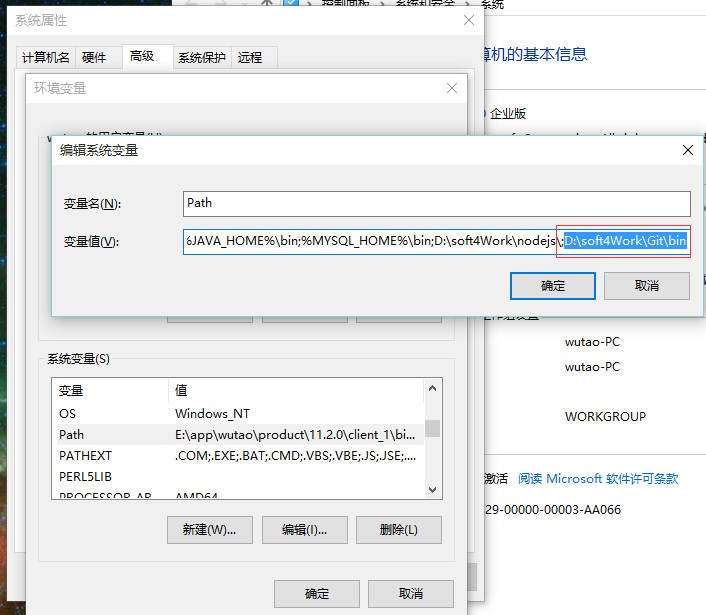 系统属性
计算机名 硬件 高级 系统保护 远程
环境变量
编辑系统变量
变量名(N):
Path
变量值(V):
JAVA_HOME%\bin;%MYSQL_HOME%\bin;D:\soft4Work\nodejs\;D:\soft4Work\Git\bin
确定 取消
系统变量(S)
变量 值
OS Windows_NT
Path E:\app\wutao\product\11.2.0\client_1\bi...
PATHEXT .COM;.EXE;.BAT;.CMD;.VBS;.VBE;.JS;.JSE;....
PERL5LIB
PROCESSOR_AR AMD64
新建(W)... 编辑(I)... 删除(L)
确定 取消
控制面板 系统和安全 系统
算机的基本信息
企业版
wutao-PC
wutao-PC
WORKGROUP
激活 阅读 Microsoft 软件许可条款
29-00000-00003-AA066